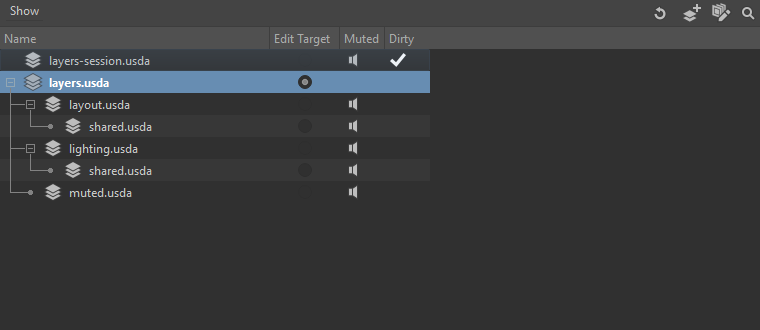 Show
Name Edit Target Muted Dirty
layers-session.usda
layers.usda
layout.usda
shared.usda
lighting.usda
shared.usda
muted.usda